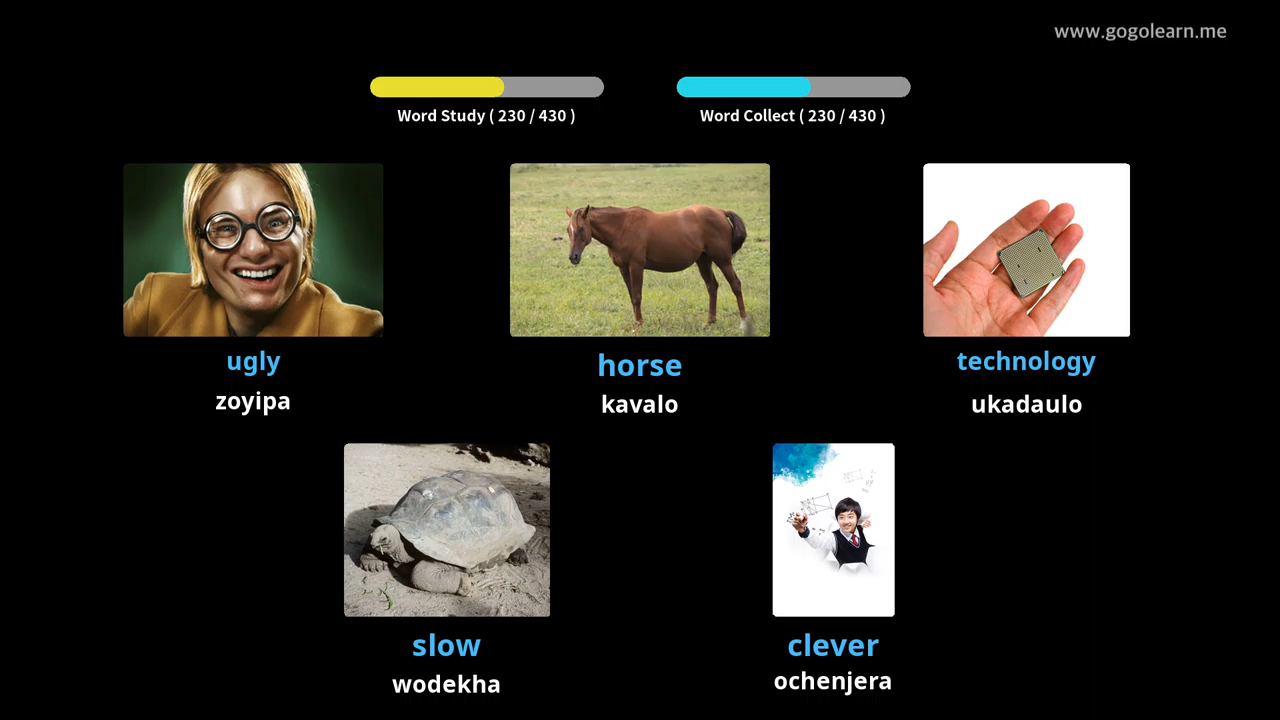 www.gogolearn.me
Word Study ( 230 / 430 )
Word Collect ( 230 / 430 )
ugly
zoyipa
horse
kavalo
technology
ukadaulo
slow
wodekha
clever
ochenjera